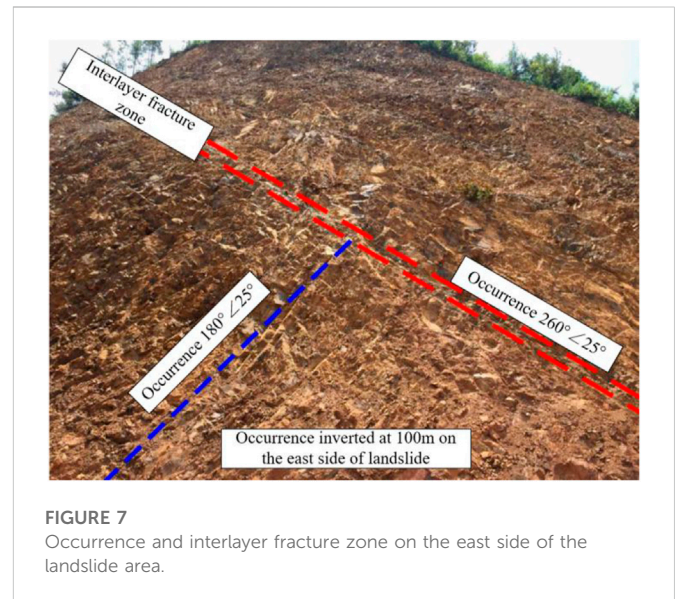 Interlayer fracture
zone
Occurrence 260° ∠25°
Occurrence 180° ∠25°
Occurrence inverted at 100m on
the east side of landslide
FIGURE 7
Occurrence and interlayer fracture zone on the east side of the
landslide area.